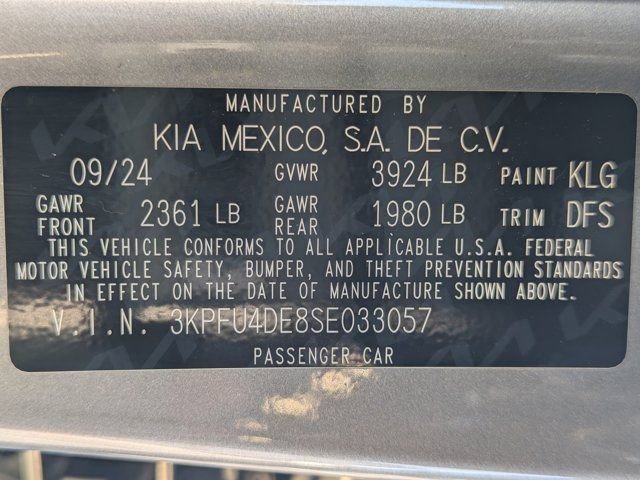 MANUFACTURED BY
KIA MEXICO, S.A. DE C.V.
09/24 GVWR 3924 LB PAINT KLG
GAWR FRONT 2361 LB GAWR REAR 1980 LB TRIM DFS
THIS VEHICLE CONFORMS TO ALL APPLICABLE U.S.A. FEDERAL
MOTOR VEHICLE SAFETY, BUMPER, AND THEFT PREVENTION STANDARDS
IN EFFECT ON THE DATE OF MANUFACTURE SHOWN ABOVE.
V.I.N. 3KPFU4DE8SE033057
PASSENGER CAR